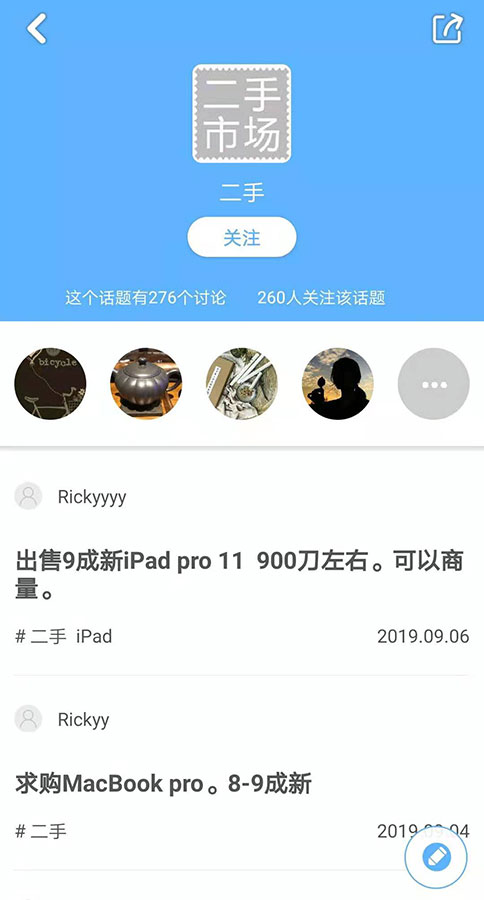 二手
市场
二手
关注
这个话题有276个讨论 260人关注该话题
bicycle
Rickyyyy
出售9成新iPad pro 11 900刀左右。可以商
量。
# 二手 iPad 2019.09.06
Rickyy
求购MacBook pro。8-9成新
# 二手 2019.09.04